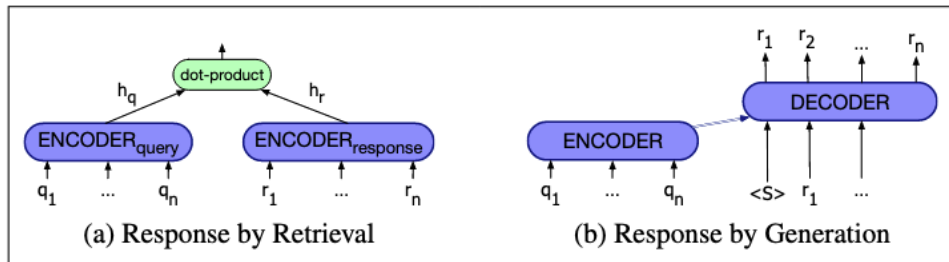 r1 r2 ... rn
dot-product
hq hr
DECODER
ENCODERquery ENCODERresponse
ENCODER
q1 ... qn r1 ... rn
q1 ... qn <S> r1 ...
(a) Response by Retrieval
(b) Response by Generation